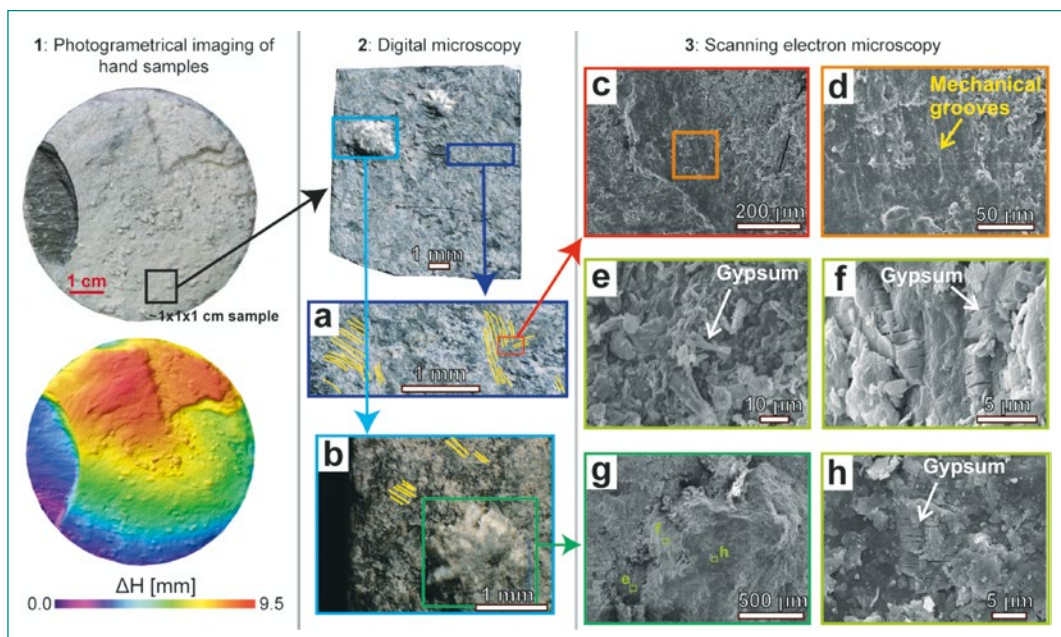 1: Photogrametrical imaging of
hand samples
1 cm
~1x1x1 cm sample
ΔH [mm]
0.0
9.5
2: Digital microscopy
1 mm
a
1 mm
b
1 mm
3: Scanning electron microscopy
c
200 µm
d
Mechanical
grooves
50 µm
e
Gypsum
10 µm
f
Gypsum
5 µm
g
f
h
e
500 µm
h
Gypsum
5 µm